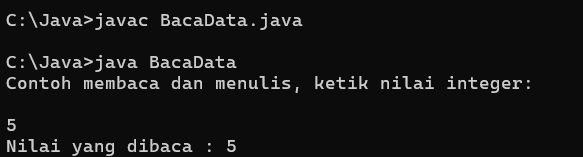 C:\Java>javac BacaData.java
C:\Java>java BacaData
Contoh membaca dan menulis, ketik nilai integer:
5
Nilai yang dibaca : 5